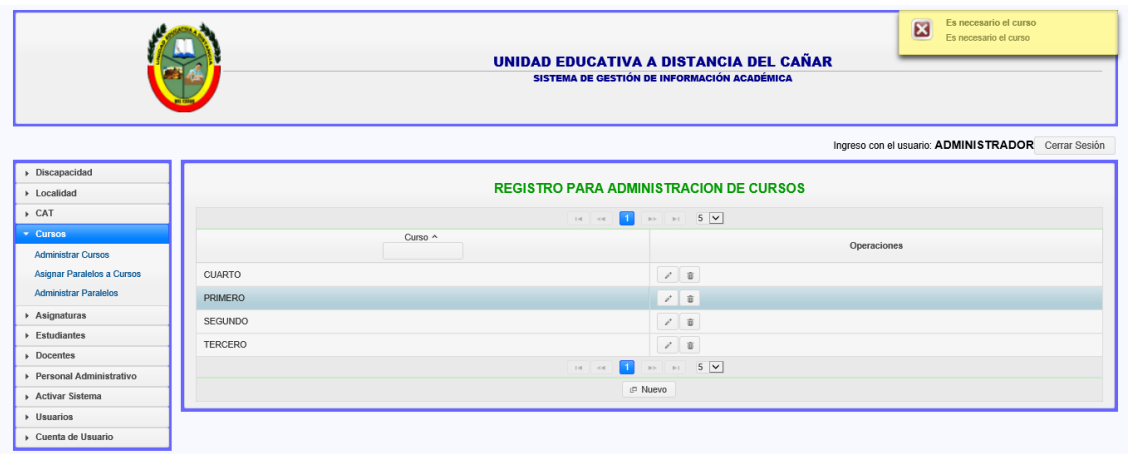 Es necesario el curso
Es necesario el curso
UNIDAD EDUCATIVA A DISTANCIA DEL CAÑAR
SISTEMA DE GESTIÓN DE INFORMACIÓN ACADÉMICA
Ingreso con el usuario: ADMINISTRADOR Cerrar Sesión
Discapacidad
Localidad
CAT
Cursos
Administrar Cursos
Asignar Paralelos a Cursos
Administrar Paralelos
Asignaturas
Estudiantes
Docentes
Personal Administrativo
Activar Sistema
Usuarios
Cuenta de Usuario
REGISTRO PARA ADMINISTRACION DE CURSOS
1 5
Curso
Operaciones
CUARTO
PRIMERO
SEGUNDO
TERCERO
1 5
Nuevo